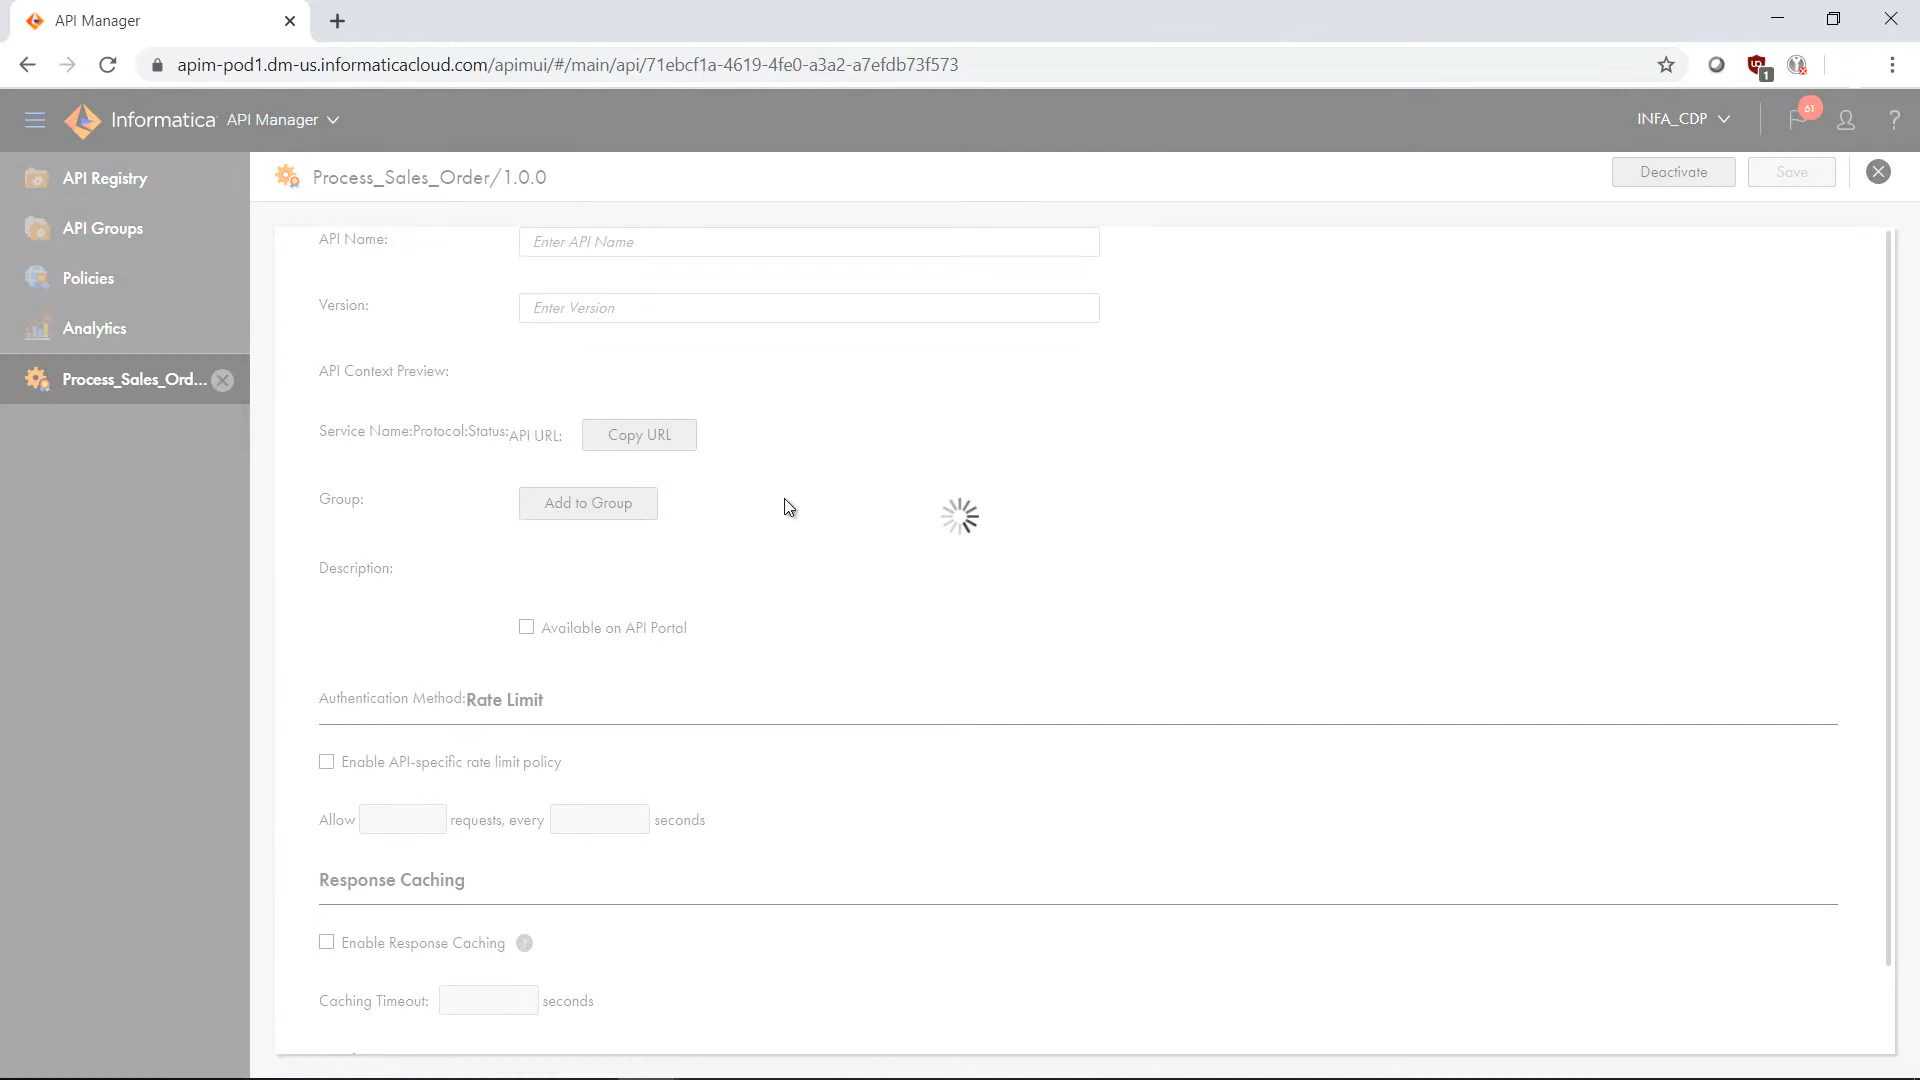 API Manager
apim-pod1.dm-us.informaticacloud.com/apimui/#/main/api/71ebcf1a-4619-4fe0-a3a2-a7efdb73f573
1
Informatica API Manager
INFA_CDP
61
?
API Registry
API Groups
Policies
Analytics
Process_Sales_Ord...
Process_Sales_Order/1.0.0
Deactivate
Save
API Name:
Enter API Name
Version:
Enter Version
API Context Preview:
Service Name:Protocol:Status:API URL:
Copy URL
Group:
Add to Group
Description:
Available on API Portal
Authentication Method:Rate Limit
Enable API-specific rate limit policy
Allow requests, every seconds
Response Caching
Enable Response Caching ?
Caching Timeout: seconds